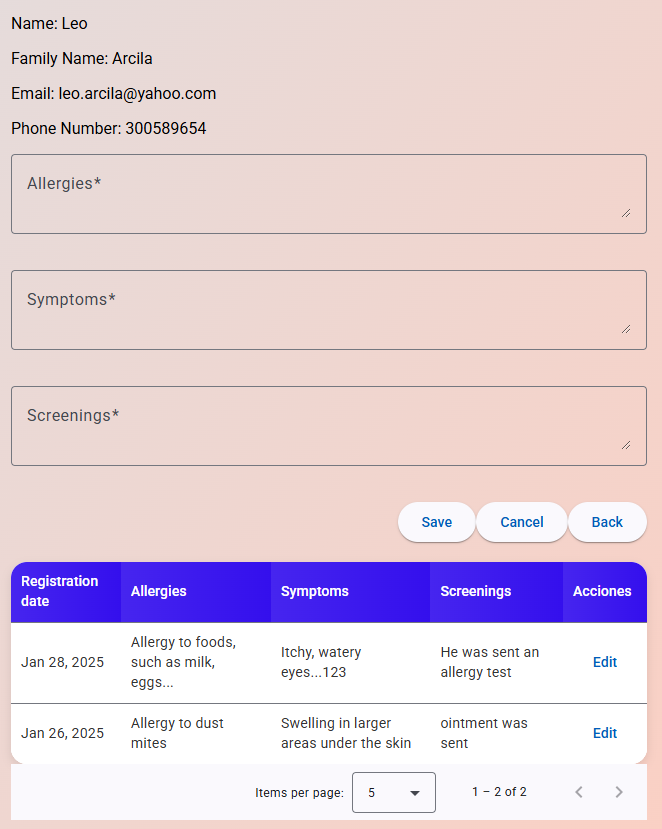 Name: Leo
Family Name: Arcila
Email: leo.arcila@yahoo.com
Phone Number: 300589654
Allergies*
Symptoms*
Screenings*
Save Cancel Back
Registration date Allergies Symptoms Screenings Acciones
Jan 28, 2025 Allergy to foods, such as milk, eggs... Itchy, watery eyes...123 He was sent an allergy test Edit
Jan 26, 2025 Allergy to dust mites Swelling in larger areas under the skin ointment was sent Edit
Items per page: 5 1 – 2 of 2